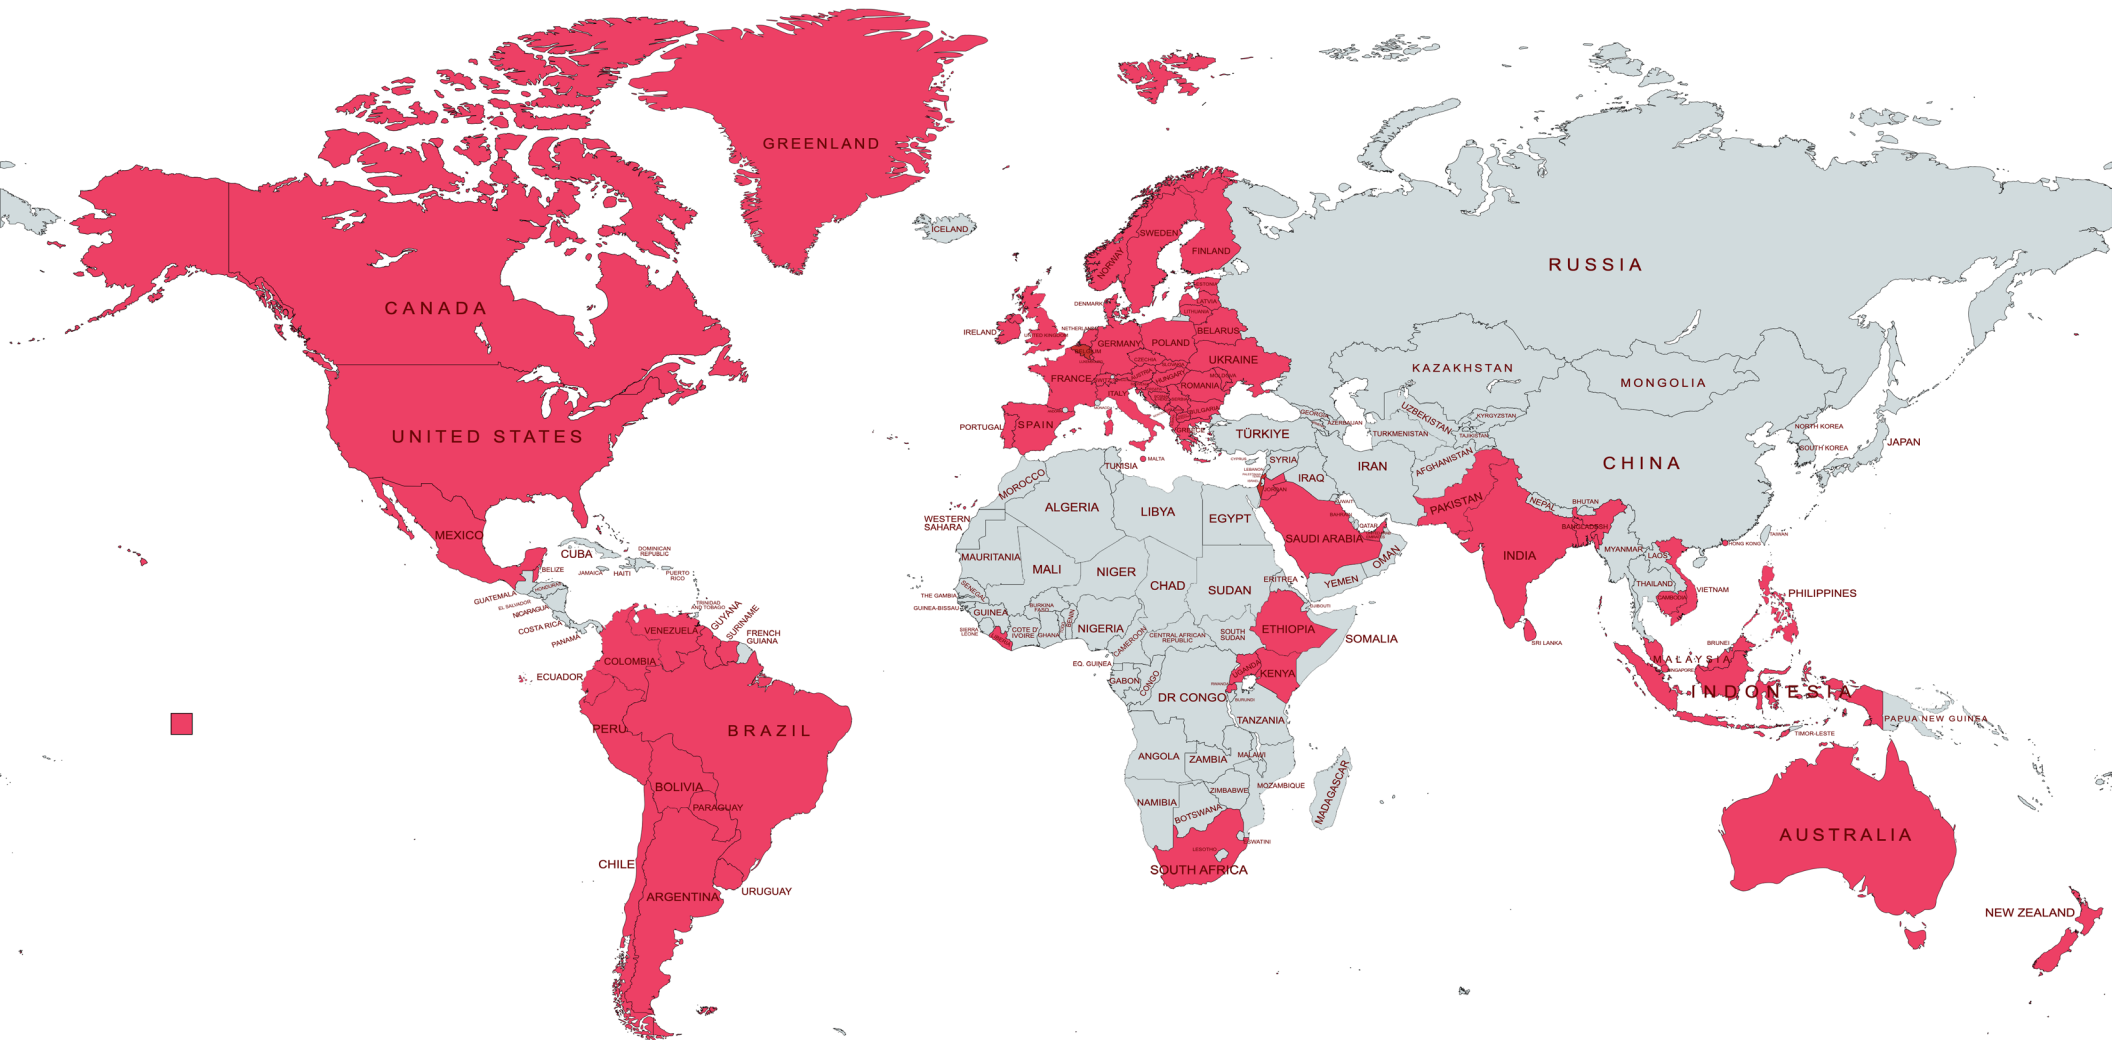 GREENLAND
ICELAND
SWEDEN
FINLAND
NORWAY
RUSSIA
CANADA
ESTONIA
LATVIA
LITHUANIA
DENMARK
IRELAND
UNITED KINGDOM
NETHERLANDS
BELARUS
GERMANY
POLAND
BELGIUM
CZECHIA
UKRAINE
KAZAKHSTAN
MONGOLIA
FRANCE
AUSTRIA
HUNGARY
MOLDOVA
ROMANIA
ITALY
BULGARIA
MONACO
GEORGIA
AZERBAIJAN
UZBEKISTAN
KYRGYZSTAN
PORTUGAL
SPAIN
GREECE
TÜRKIYE
TURKMENISTAN
TAJIKISTAN
NORTH KOREA
SOUTH KOREA
JAPAN
UNITED STATES
MALTA
TUNISIA
CYPRUS
SYRIA
LEBANON
ISRAEL
IRAQ
IRAN
AFGHANISTAN
CHINA
MOROCCO
JORDAN
KUWAIT
PAKISTAN
NEPAL
BHUTAN
ALGERIA
LIBYA
EGYPT
BAHRAIN
QATAR
WESTERN
SAHARA
MEXICO
SAUDI ARABIA
OMAN
INDIA
BANGLADESH
MYANMAR
LAOS
HONG KONG
TAIWAN
CUBA
DOMINICAN
REPUBLIC
BELIZE
JAMAICA
HAITI
PUERTO
RICO
MAURITANIA
MALI
NIGER
CHAD
SUDAN
ERITREA
YEMEN
THAILAND
VIETNAM
CAMBODIA
PHILIPPINES
GUATEMALA
HONDURAS
EL SALVADOR
NICARAGUA
COSTA RICA
PANAMA
TRINIDAD
AND TOBAGO
SENEGAL
THE GAMBIA
GUINEA-BISSAU
GUINEA
SIERRA
LEONE
LIBERIA
COTE D'
IVOIRE
BURKINA
FASO
GHANA
BENIN
NIGERIA
CAMEROON
CENTRAL AFRICAN
REPUBLIC
SOUTH
SUDAN
ETHIOPIA
DJIBOUTI
SOMALIA
SRI LANKA
VENEZUELA
GUYANA
SURINAME
FRENCH
GUIANA
COLOMBIA
ECUADOR
EQ. GUINEA
GABON
CONGO
DR CONGO
UGANDA
KENYA
RWANDA
BURUNDI
BRUNEI
MALAYSIA
SINGAPORE
INDONESIA
PAPUA NEW GUINEA
TIMOR-LESTE
PERU
BRAZIL
TANZANIA
ANGOLA
ZAMBIA
MALAWI
MOZAMBIQUE
MADAGASCAR
BOLIVIA
PARAGUAY
NAMIBIA
ZIMBABWE
BOTSWANA
ESWATINI
LESOTHO
SOUTH AFRICA
AUSTRALIA
CHILE
ARGENTINA
URUGUAY
NEW ZEALAND